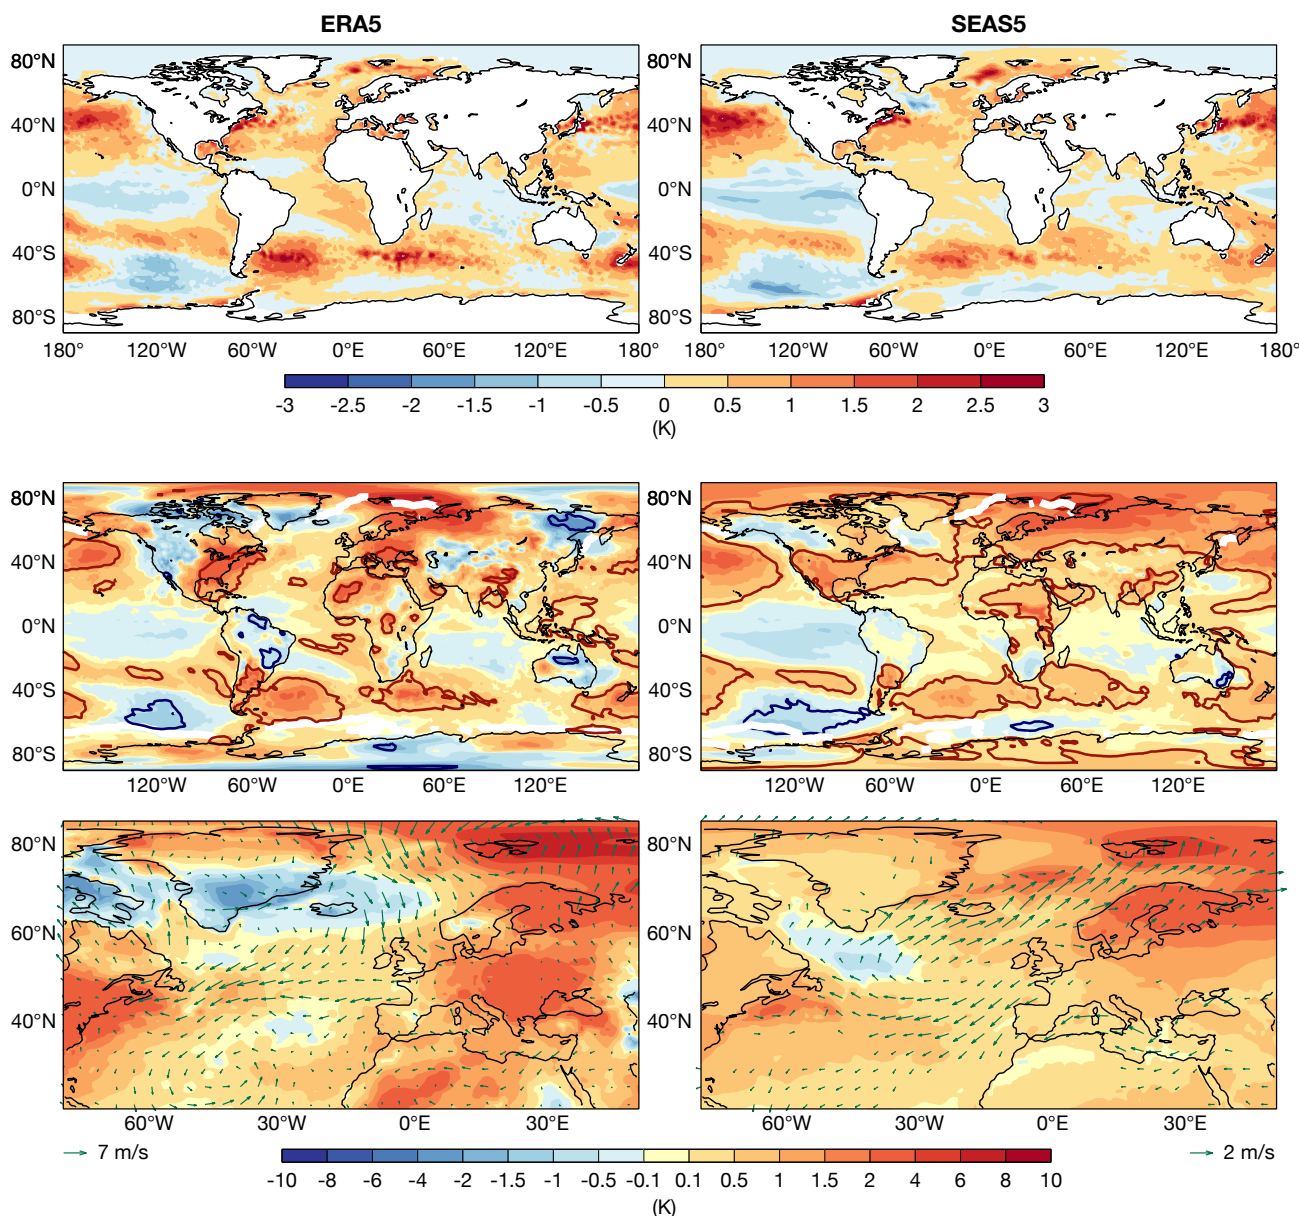 ERA5 SEAS5
80°N 80°N
40°N 40°N
0°N 0°N
40°S 40°S
80°S 80°S
180° 120°W 60°W 0°E 60°E 120°E 180° 180° 120°W 60°W 0°E 60°E 120°E 180°
-3 -2.5 -2 -1.5 -1 -0.5 0 0.5 1 1.5 2 2.5 3
(K)
80°N 80°N
40°N 40°N
0°N 0°N
40°S 40°S
80°S 80°S
120°W 60°W 0°E 60°E 120°E 120°W 60°W 0°E 60°E 120°E
80°N 80°N
60°N 60°N
40°N 40°N
60°W 30°W 0°E 30°E 60°W 30°W 0°E 30°E
7 m/s 2 m/s
-10 -8 -6 -4 -2 -1.5 -1 -0.5 -0.1 0.1 0.5 1 1.5 2 4 6 8 10
(K)